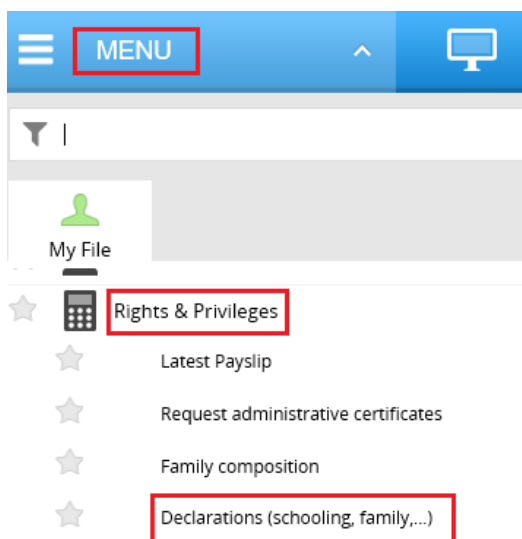 MENU
My File
Rights & Privileges
Latest Payslip
Request administrative certificates
Family composition
Declarations (schooling, family,...)